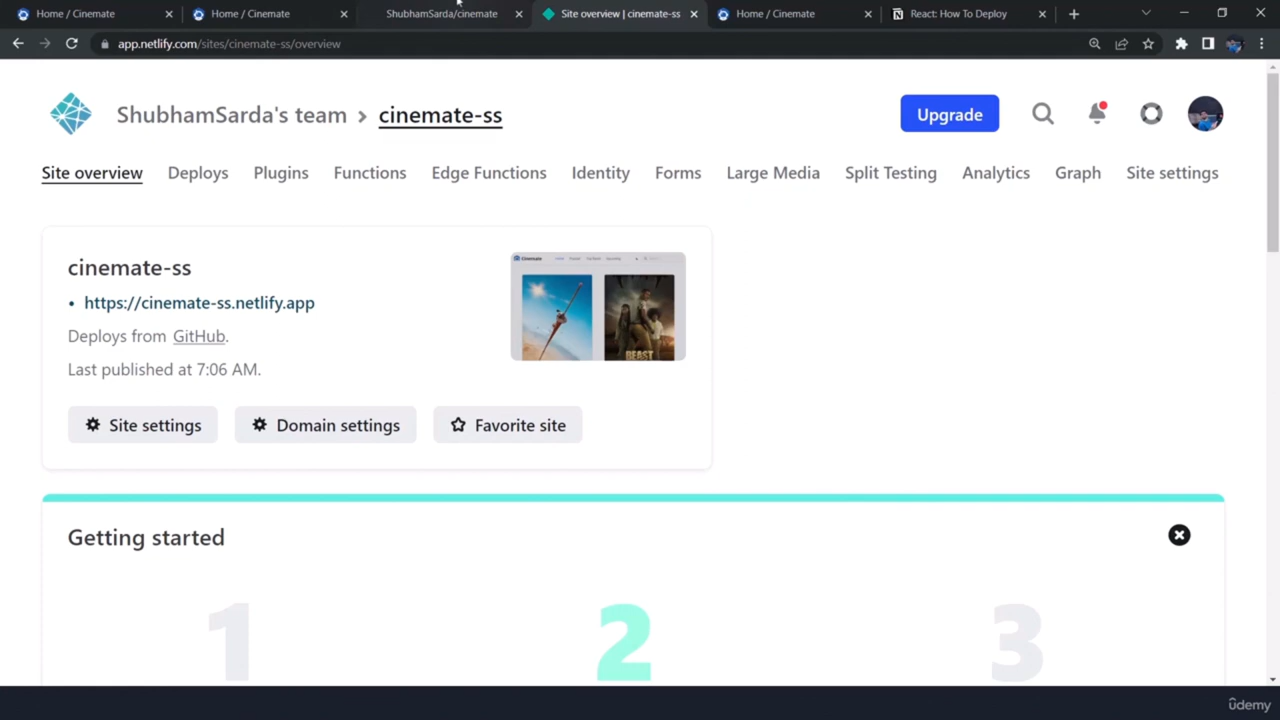 Home / Cinemate
Home / Cinemate
ShubhamSarda/cinemate
Site overview | cinemate-ss
Home / Cinemate
React: How To Deploy
app.netlify.com/sites/cinemate-ss/overview
ShubhamSarda's team > cinemate-ss
Upgrade
Site overview Deploys Plugins Functions Edge Functions Identity Forms Large Media Split Testing Analytics Graph Site settings
cinemate-ss
• https://cinemate-ss.netlify.app
Deploys from GitHub.
Last published at 7:06 AM.
Cinemate
BEAST
Site settings Domain settings Favorite site
Getting started
1 2 3
ûdemy